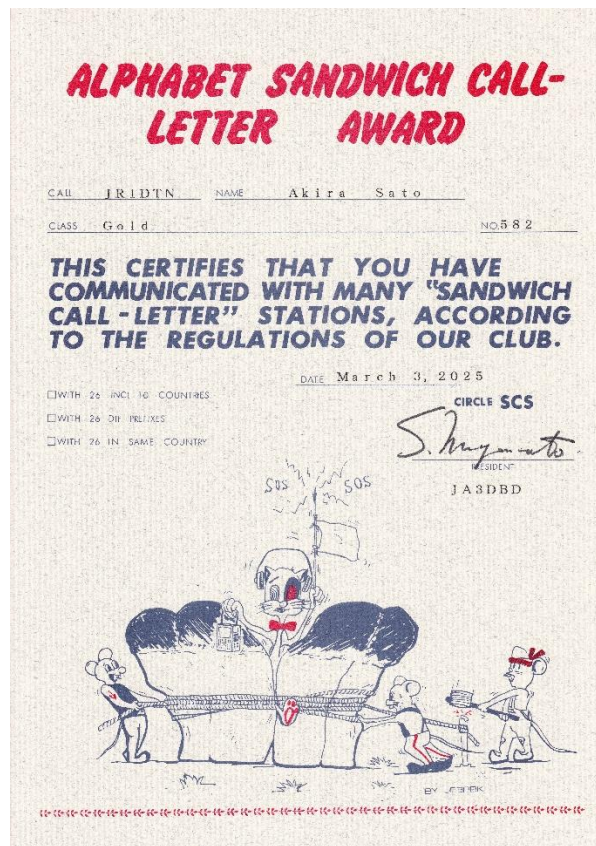 ALPHABET SANDWICH CALL-
LETTER AWARD
CALL JR1DTN NAME Akira Sato
CLASS Gold NO.582
THIS CERTIFIES THAT YOU HAVE
COMMUNICATED WITH MANY "SANDWICH
CALL-LETTER" STATIONS, ACCORDING
TO THE REGULATIONS OF OUR CLUB.
DATE March 3, 2025
□WITH 26 INCL 10 COUNTRIES
□WITH 26 DIF PREFIXES
□WITH 26 IN SAME COUNTRY
CIRCLE SCS
PRESIDENT
JA3DBD
SOS SOS
BY